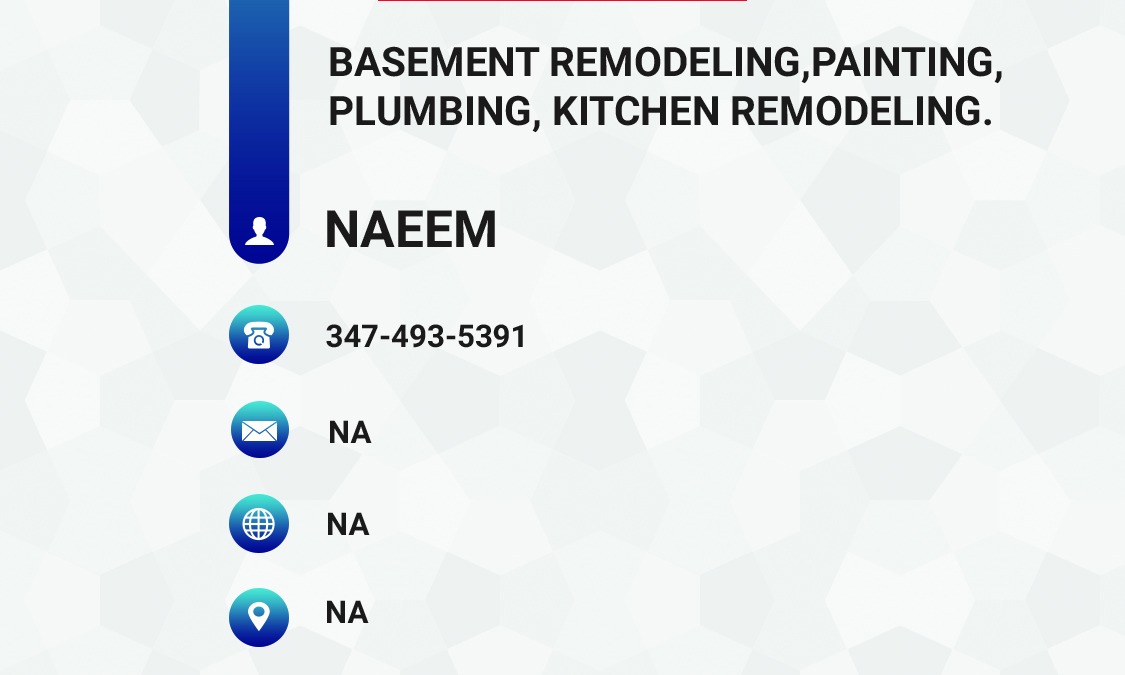 BASEMENT REMODELING,PAINTING,
PLUMBING, KITCHEN REMODELING.
NAEEM
347-493-5391
NA
NA
NA